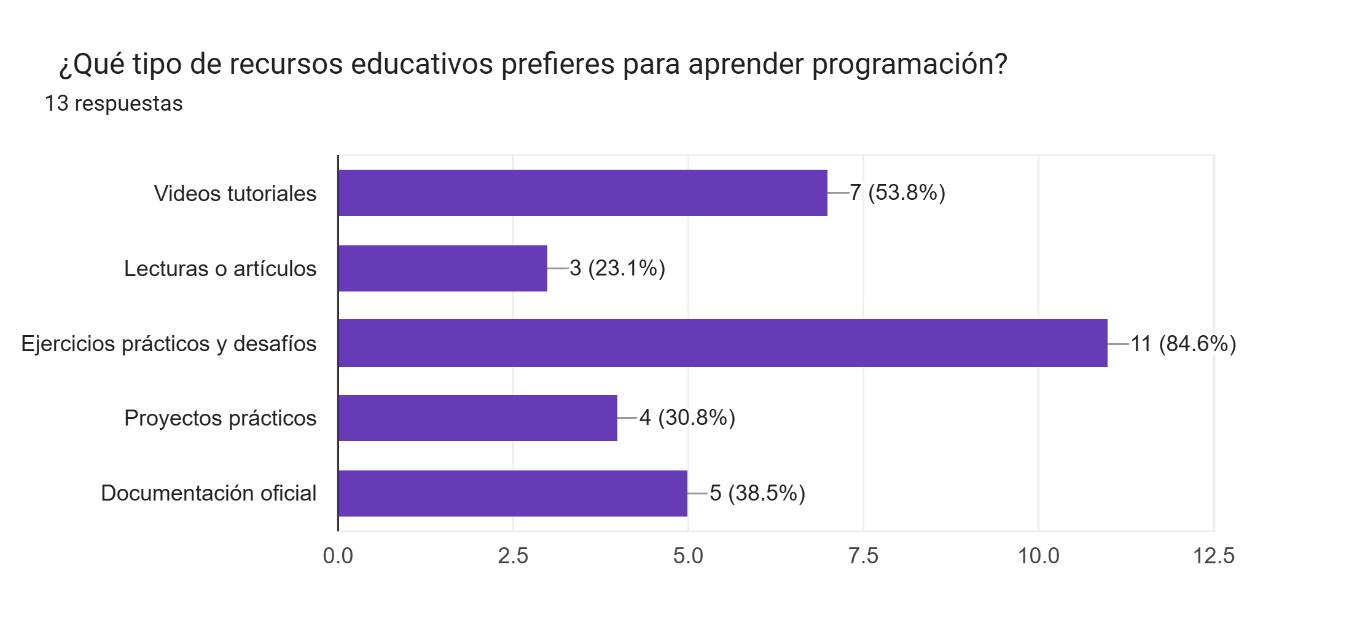 ¿Qué tipo de recursos educativos prefieres para aprender programación?
13 respuestas
Videos tutoriales 7 (53.8%)
Lecturas o artículos 3 (23.1%)
Ejercicios prácticos y desafíos 11 (84.6%)
Proyectos prácticos 4 (30.8%)
Documentación oficial 5 (38.5%)
0.0 2.5 5.0 7.5 10.0 12.5